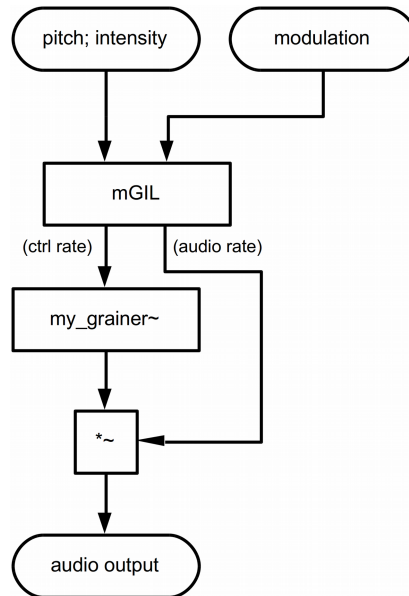 pitch; intensity
modulation
mGIL
(ctrl rate)
(audio rate)
my_grainer~
*~
audio output